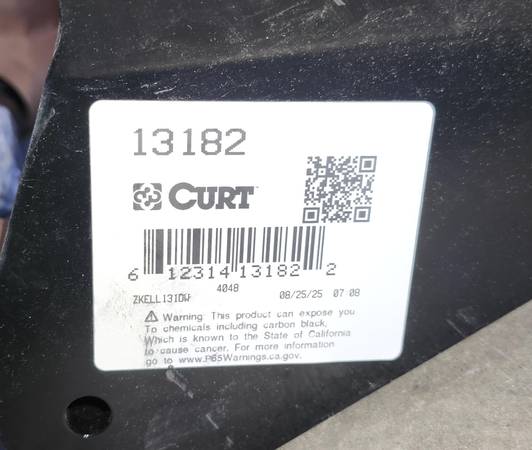 13182
CURT
6 12314 13182 2
4048
ZKELL131DW 08/25/25 07:08
⚠ Warning: This product can expose you
To chemicals including carbon black,
Which is known to the State of California
to cause cancer. For more information
go to www.P65Warnings.ca.gov.